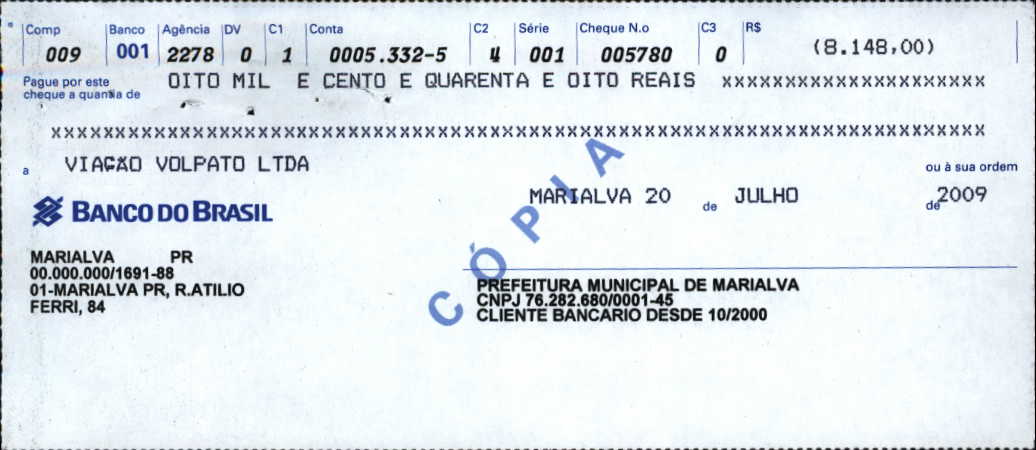 Comp Banco Agência DV C1 Conta C2 Série Cheque N.o C3 R$
009 001 2278 0 1 0005.332-5 4 001 005780 0 (8.148,00)
Pague por este
cheque a quantia de
OITO MIL E CENTO E QUARENTA E OITO REAIS XXXXXXXXXXXXXXXXXXXX
XXXXXXXXXXXXXXXXXXXXXXXXXXXXXXXXXXXXXXXXXXXXXXXXXXXXXXXXXXXXXXXXXXXXXXX
a VIAÇÃO VOLPATO LTDA ou à sua ordem
MARIALVA 20 de JULHO de 2009
BANCO DO BRASIL
CÓPIA
MARIALVA PR
00.000.000/1691-88
01-MARIALVA PR, R.ATILIO
FERRI, 84
PREFEITURA MUNICIPAL DE MARIALVA
CNPJ 76.282.680/0001-45
CLIENTE BANCARIO DESDE 10/2000